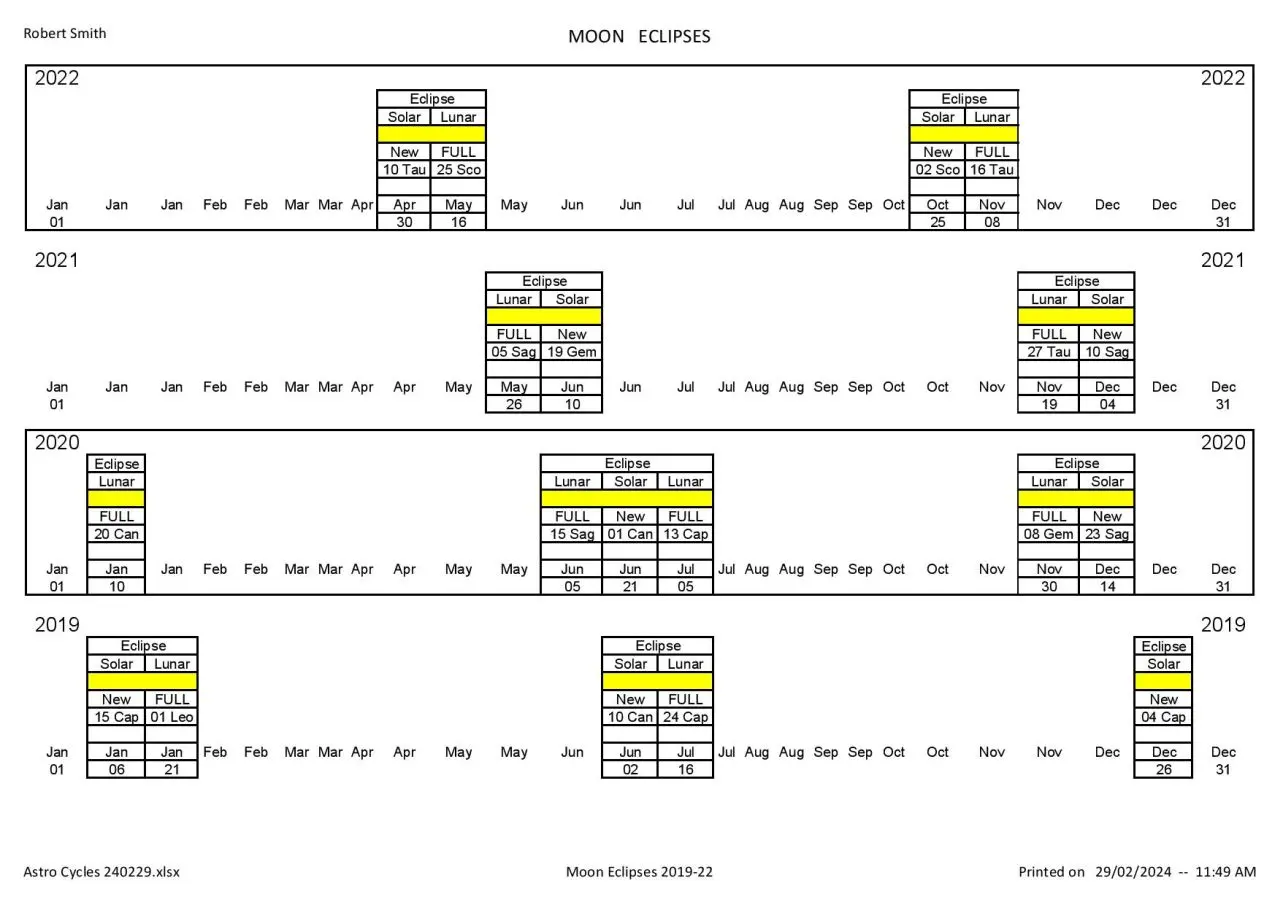 Robert Smith
MOON ECLIPSES
2022 2022
Eclipse Eclipse
Solar Lunar Solar Lunar
New FULL New FULL
10 Tau 25 Sco 02 Sco 16 Tau
Jan Jan Jan Feb Feb Mar Mar Apr Apr May May Jun Jun Jul Jul Aug Aug Sep Sep Oct Oct Nov Nov Dec Dec Dec
01 30 16 25 08 31
2021 2021
Eclipse Eclipse
Lunar Solar Lunar Solar
FULL New FULL New
05 Sag 19 Gem 27 Tau 10 Sag
Jan Jan Jan Feb Feb Mar Mar Apr Apr May May Jun Jun Jul Jul Aug Aug Sep Sep Oct Oct Nov Nov Dec Dec Dec
01 26 10 19 04 31
2020 2020
Eclipse Eclipse Eclipse
Lunar Lunar Solar Lunar Lunar Solar
FULL FULL New FULL FULL New
20 Can 15 Sag 01 Can 13 Cap 08 Gem 23 Sag
Jan Jan Jan Feb Feb Mar Mar Apr Apr May May Jun Jun Jul Jul Aug Aug Sep Sep Oct Oct Nov Nov Dec Dec Dec
01 10 05 21 05 30 14 31
2019 2019
Eclipse Eclipse Eclipse
Solar Lunar Solar Lunar Solar
New FULL New FULL New
15 Cap 01 Leo 10 Can 24 Cap 04 Cap
Jan Jan Jan Feb Feb Mar Mar Apr Apr May May Jun Jun Jul Jul Aug Aug Sep Sep Oct Oct Nov Nov Dec Dec Dec
01 06 21 02 16 26 31
Astro Cycles 240229.xlsx Moon Eclipses 2019-22 Printed on 29/02/2024 -- 11:49 AM